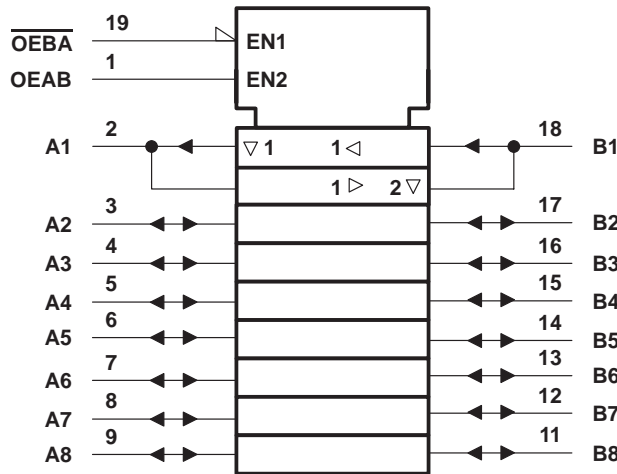 OEBA 19 EN1
OEAB 1 EN2
A1 2 ▽ 1 1 ◁ 18 B1
1 ▷ 2 ▽
A2 3 17 B2
A3 4 16 B3
A4 5 15 B4
A5 6 14 B5
A6 7 13 B6
A7 8 12 B7
A8 9 11 B8